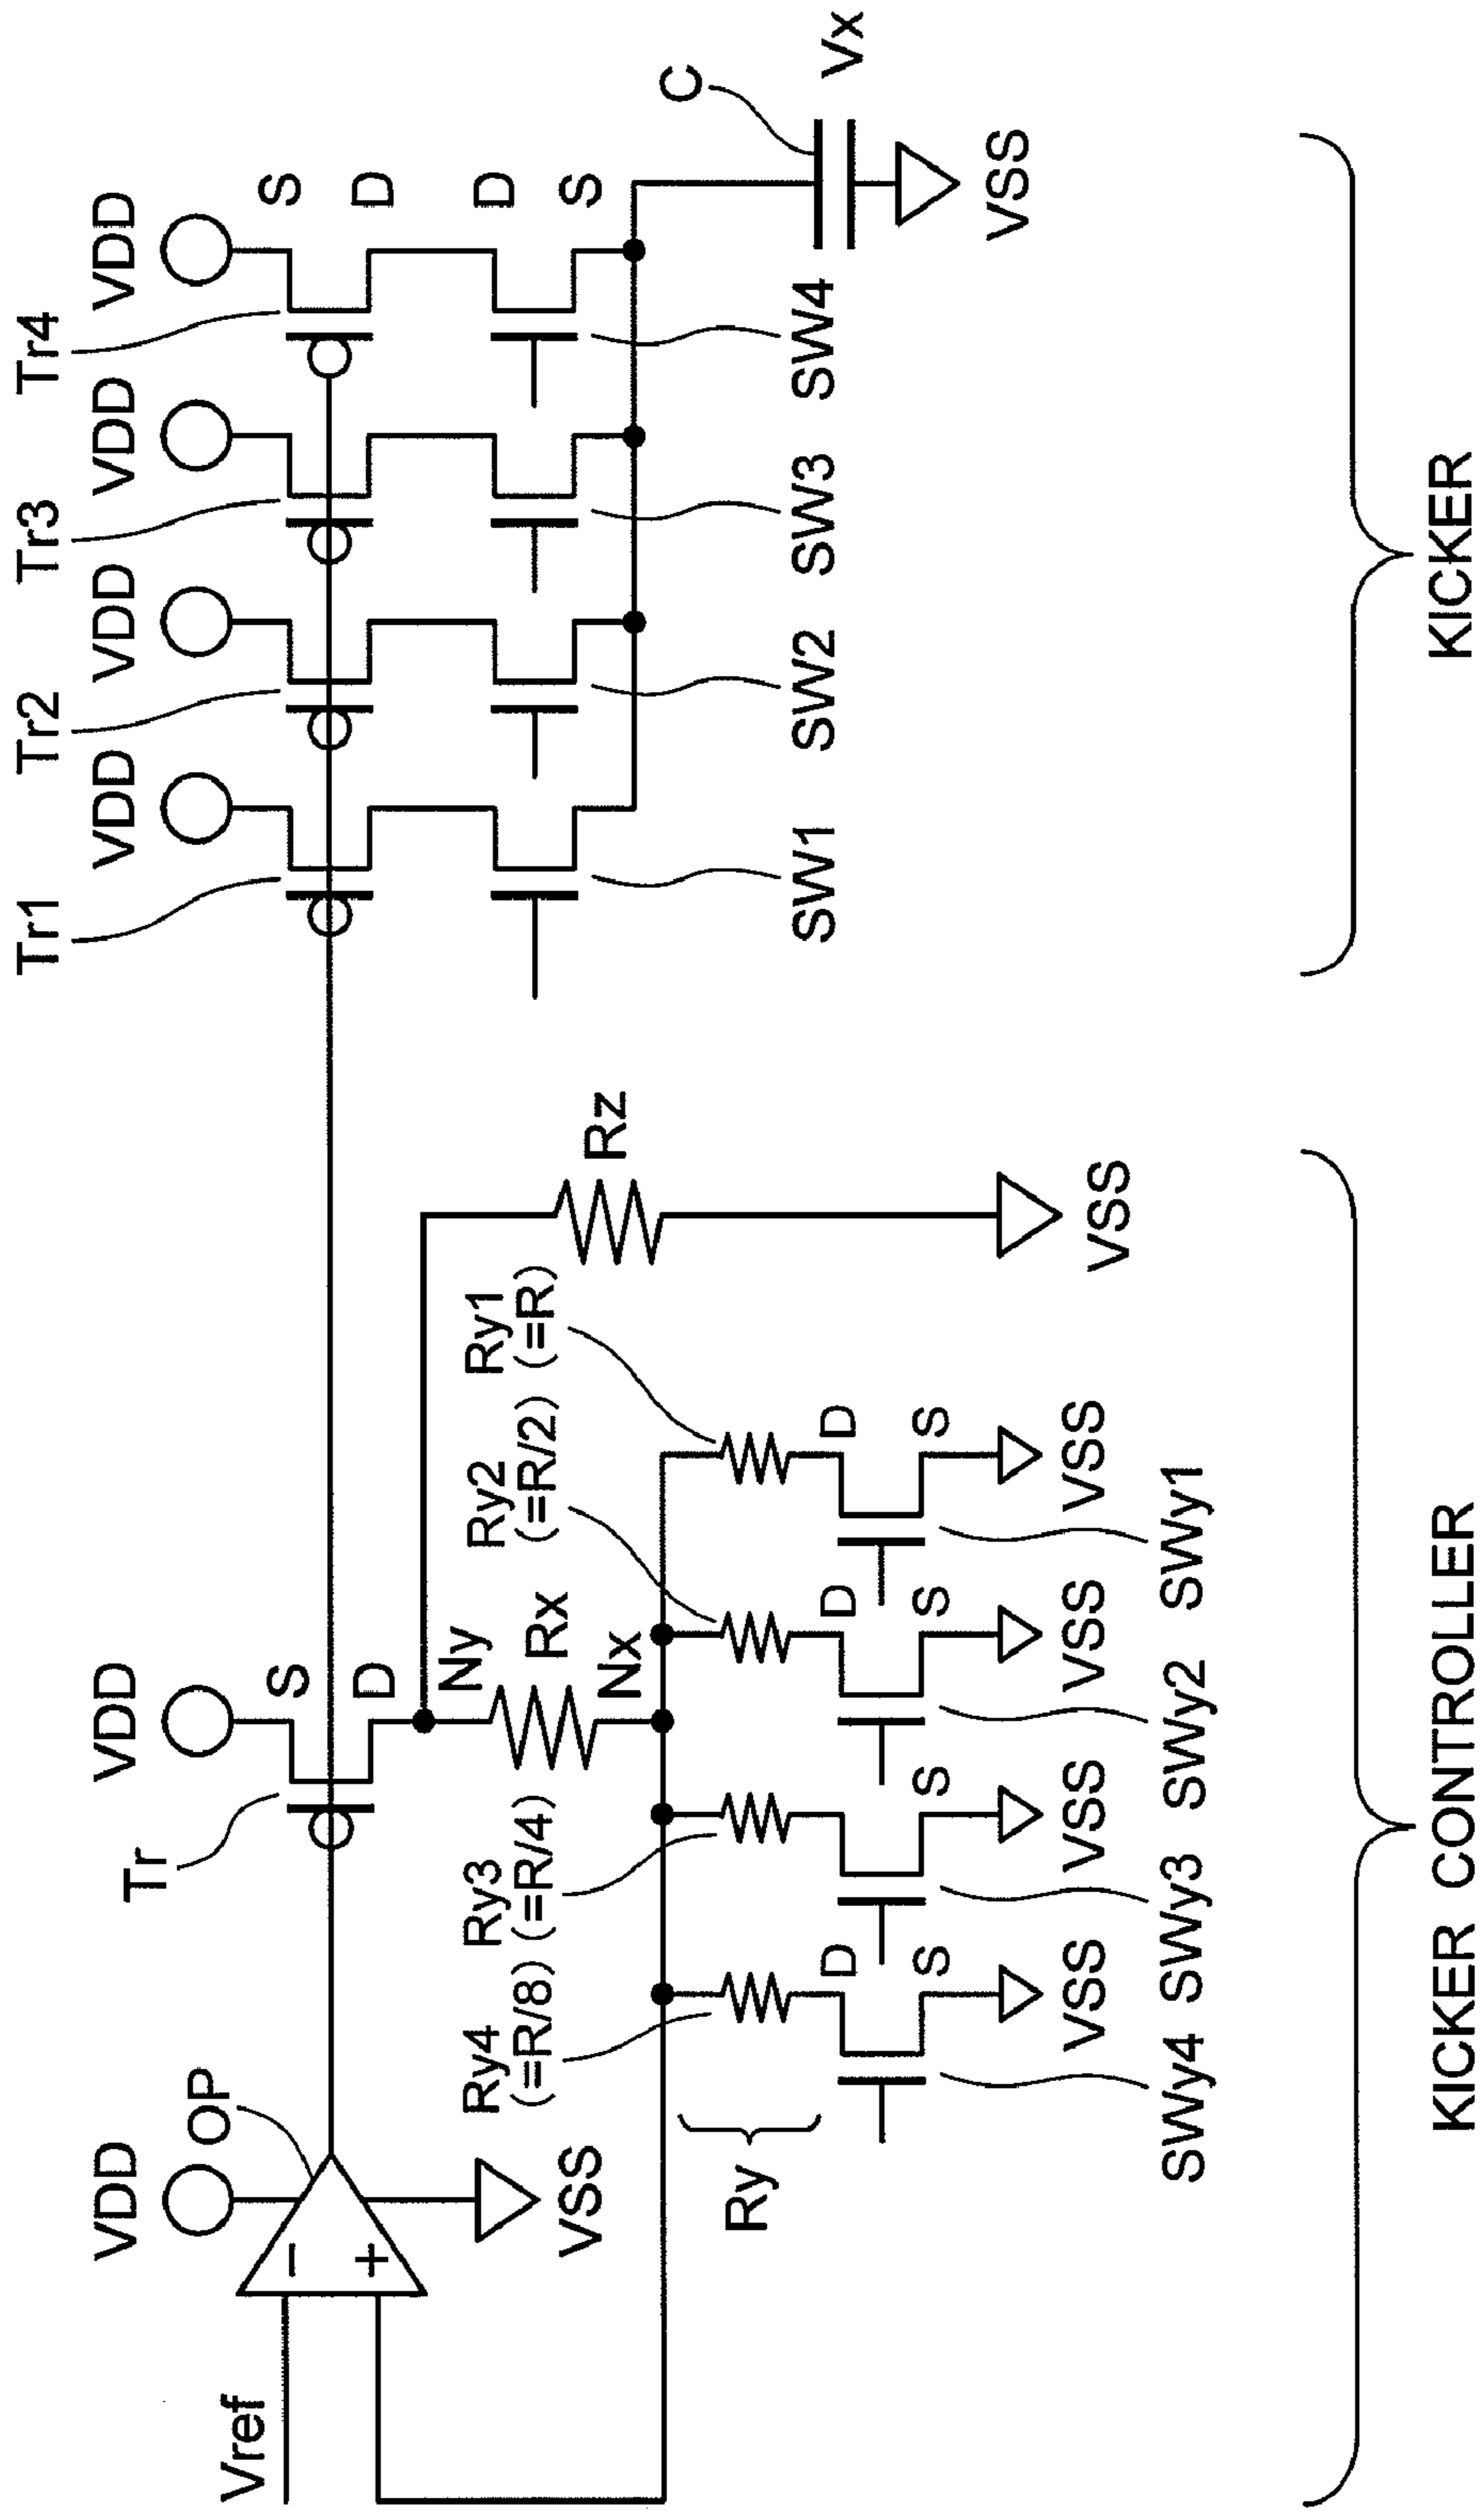 Tr1
Tr2
Tr3
Tr4
VDD
VDD
VDD
VDD
VDD
VDD
S
D
D
S
OP
Tr
S
D
Vref
−
+
VSS
Ny
Rx
Nx
Rz
C
Vx
VSS
SW1
SW2
SW3
SW4
Ry4
(=R/8)
Ry3
(=R/4)
Ry2
(=R/2)
Ry1
(=R)
Ry
D
D
D
S
S
S
S
VSS
VSS
VSS
VSS
VSS
SWy4
SWy3
SWy2
SWy1
KICKER CONTROLLER
KICKER